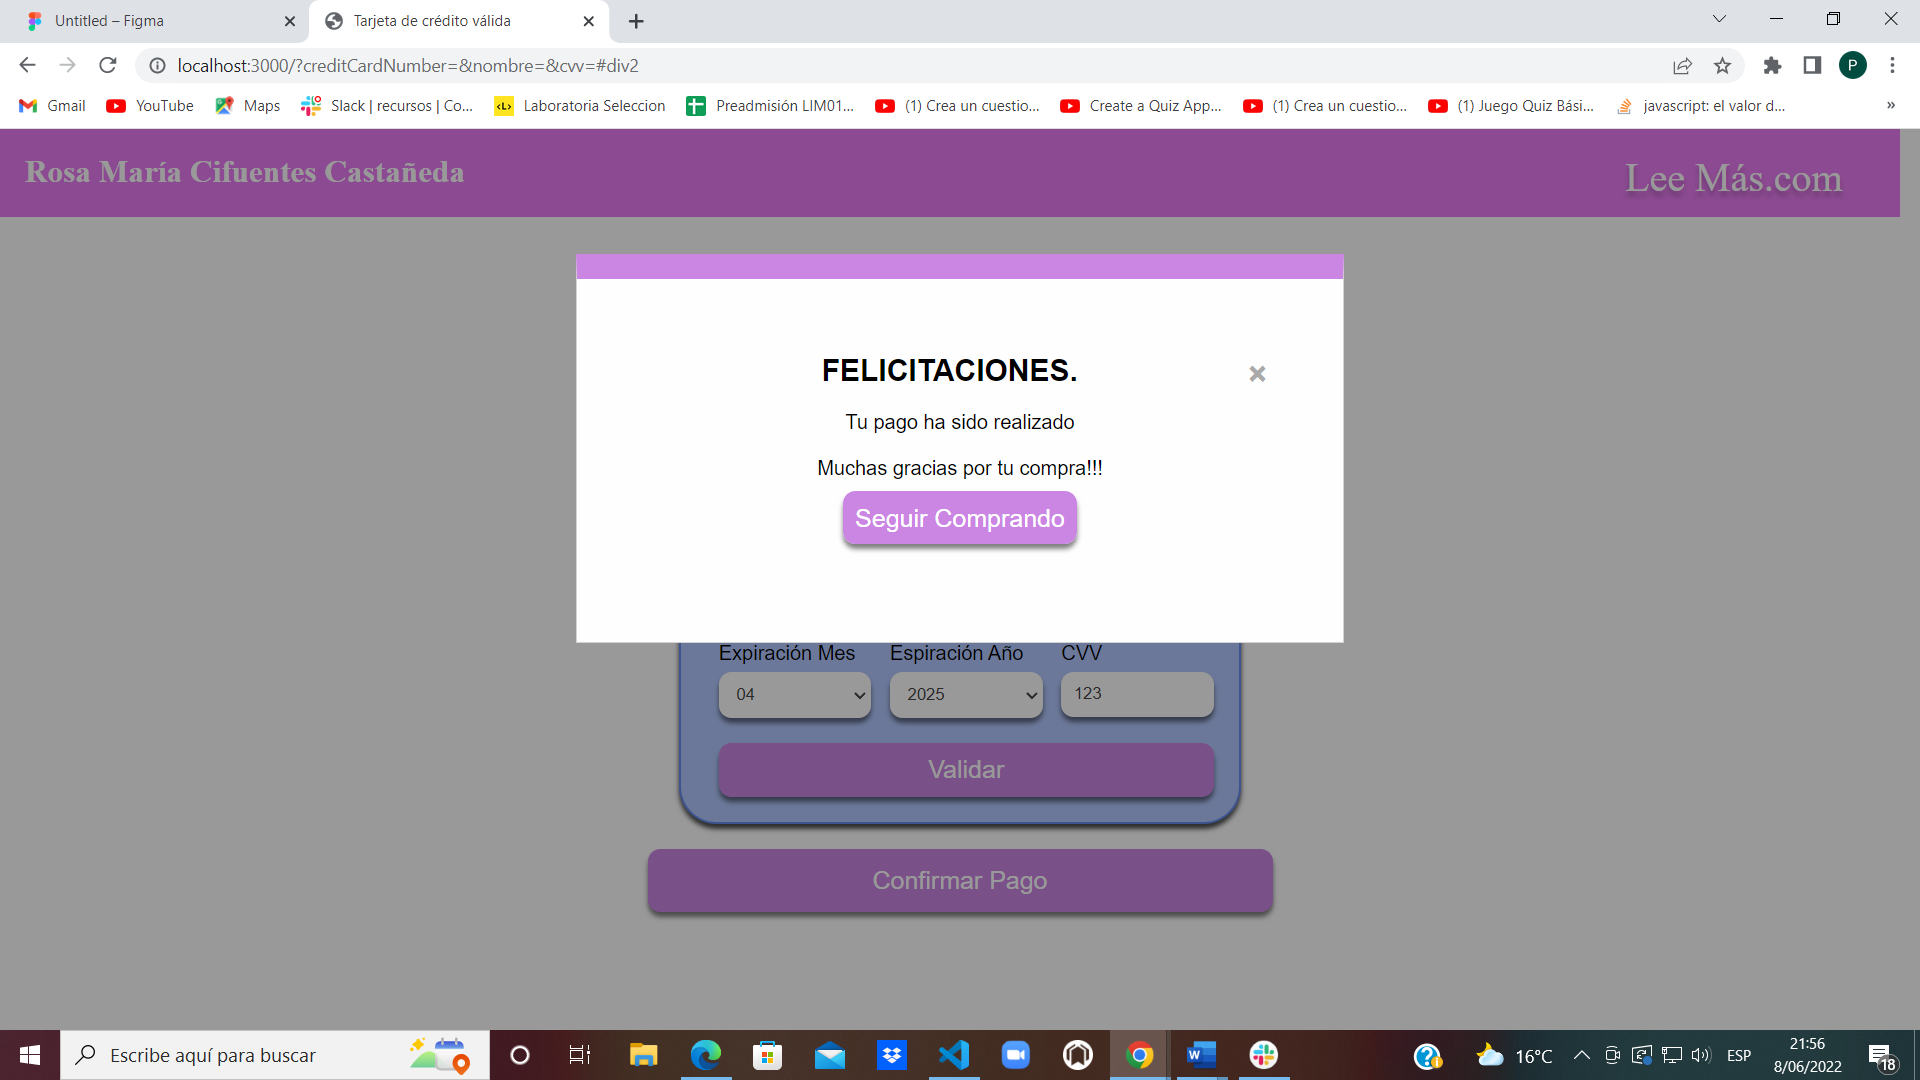 Untitled – Figma
Tarjeta de crédito válida
localhost:3000/?creditCardNumber=&nombre=&cvv=#div2
P
Gmail
YouTube
Maps
Slack | recursos | Co...
<L>
Laboratoria Seleccion
Preadmisión LIM01...
(1) Crea un cuestio...
Create a Quiz App...
(1) Crea un cuestio...
(1) Juego Quiz Bási...
javascript: el valor d...
»
Rosa María Cifuentes Castañeda
Lee Más.com
FELICITACIONES.
×
Tu pago ha sido realizado
Muchas gracias por tu compra!!!
Seguir Comprando
Expiración Mes
Espiración Año
CVV
04
2025
123
Validar
Confirmar Pago
Escribe aquí para buscar
16°C
ESP
21:56
8/06/2022
18